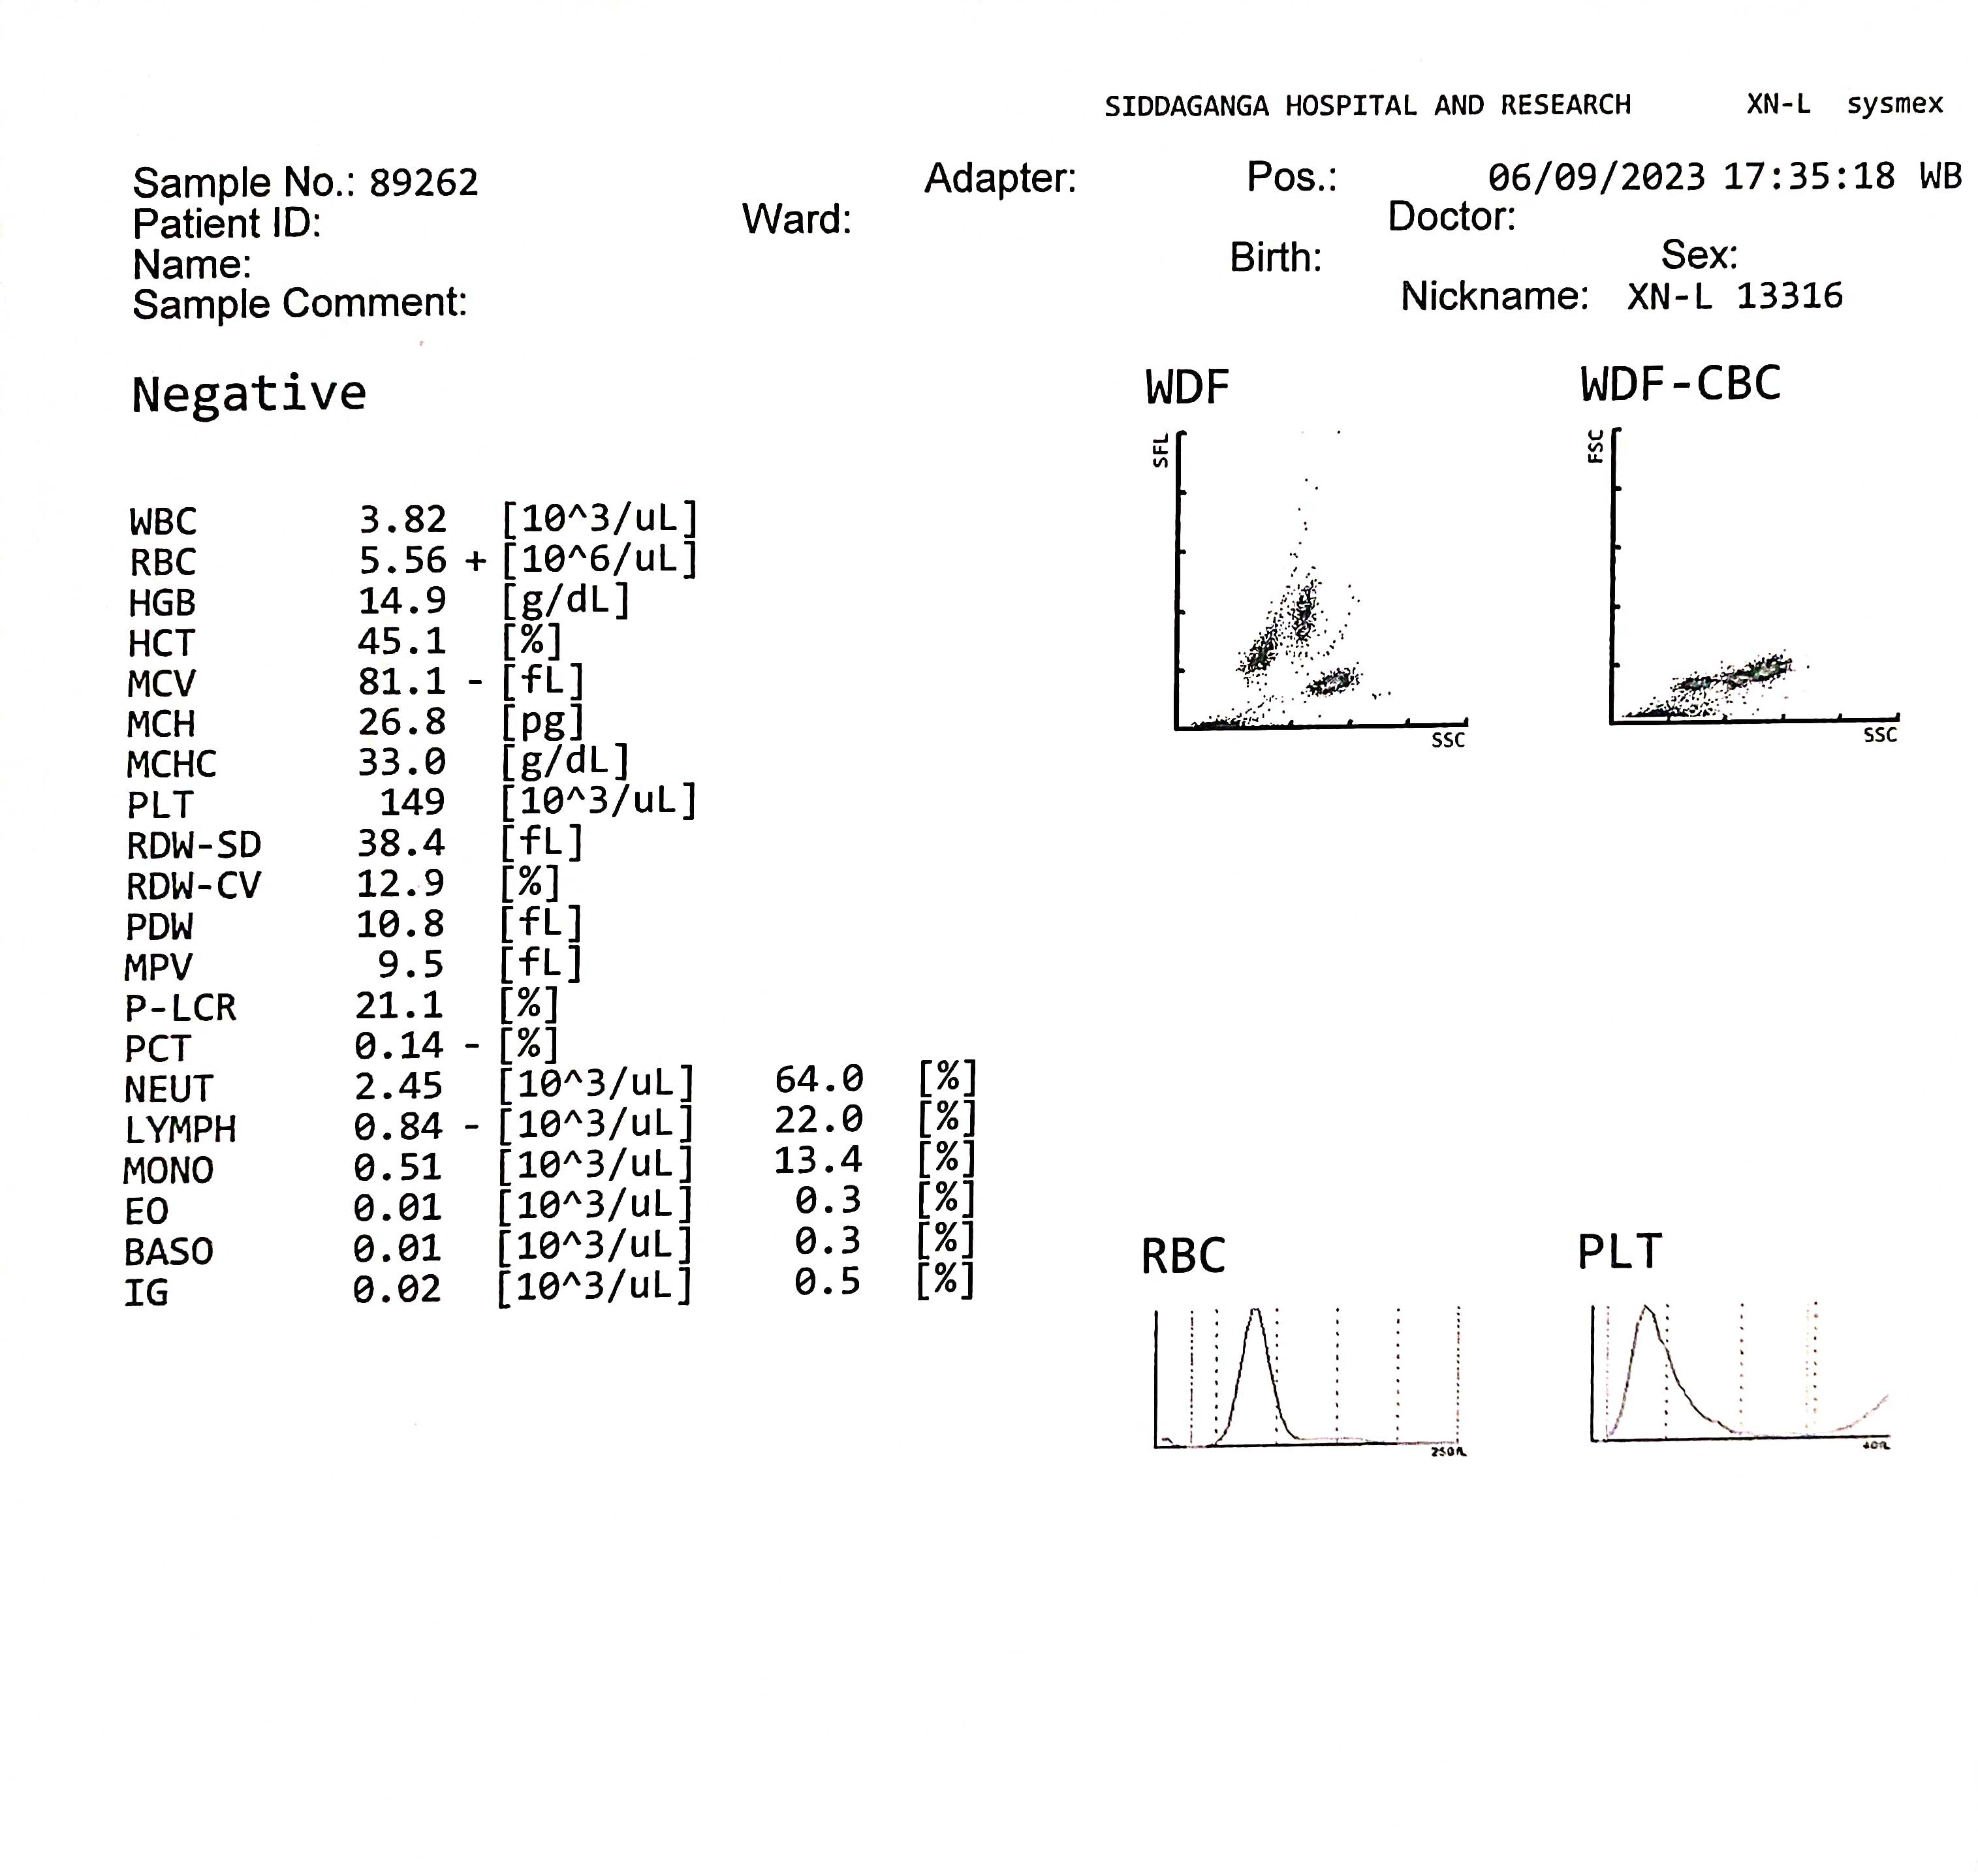 SIDDAGANGA HOSPITAL AND RESEARCH XN-L sysmex
Sample No.: 89262 Adapter: Pos.: 06/09/2023 17:35:18 WB
Patient ID: Ward: Doctor:
Name: Birth: Sex:
Sample Comment: Nickname: XN-L 13316
Negative
WDF WDF-CBC
SFL FSC
SSC SSC
WBC 3.82 [10^3/uL]
RBC 5.56 + [10^6/uL]
HGB 14.9 [g/dL]
HCT 45.1 [%]
MCV 81.1 - [fL]
MCH 26.8 [pg]
MCHC 33.0 [g/dL]
PLT 149 [10^3/uL]
RDW-SD 38.4 [fL]
RDW-CV 12.9 [%]
PDW 10.8 [fL]
MPV 9.5 [fL]
P-LCR 21.1 [%]
PCT 0.14 - [%]
NEUT 2.45 [10^3/uL] 64.0 [%]
LYMPH 0.84 - [10^3/uL] 22.0 [%]
MONO 0.51 [10^3/uL] 13.4 [%]
EO 0.01 [10^3/uL] 0.3 [%]
BASO 0.01 [10^3/uL] 0.3 [%]
IG 0.02 [10^3/uL] 0.5 [%]
RBC PLT
250fL 40fL